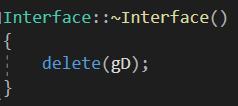 Interface::~Interface()
{
    delete(gD);
}